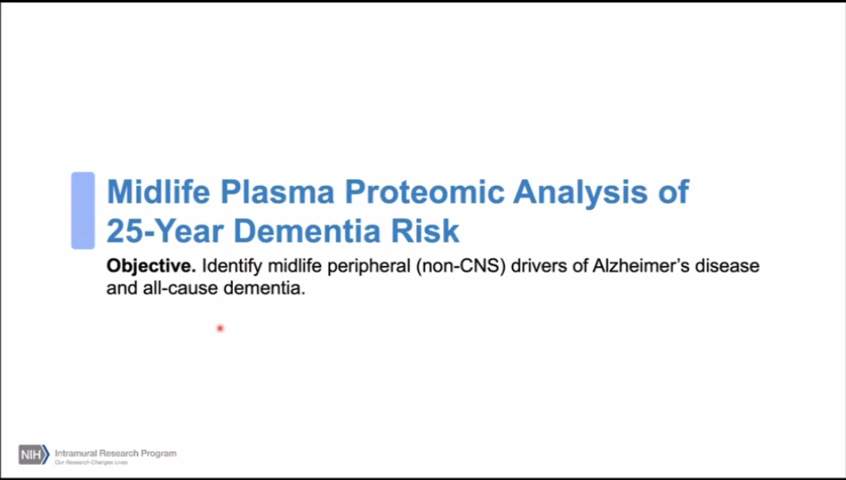 Midlife Plasma Proteomic Analysis of
25-Year Dementia Risk
Objective. Identify midlife peripheral (non-CNS) drivers of Alzheimer's disease
and all-cause dementia.
NIH Intramural Research Program
Our Research Changes Lives